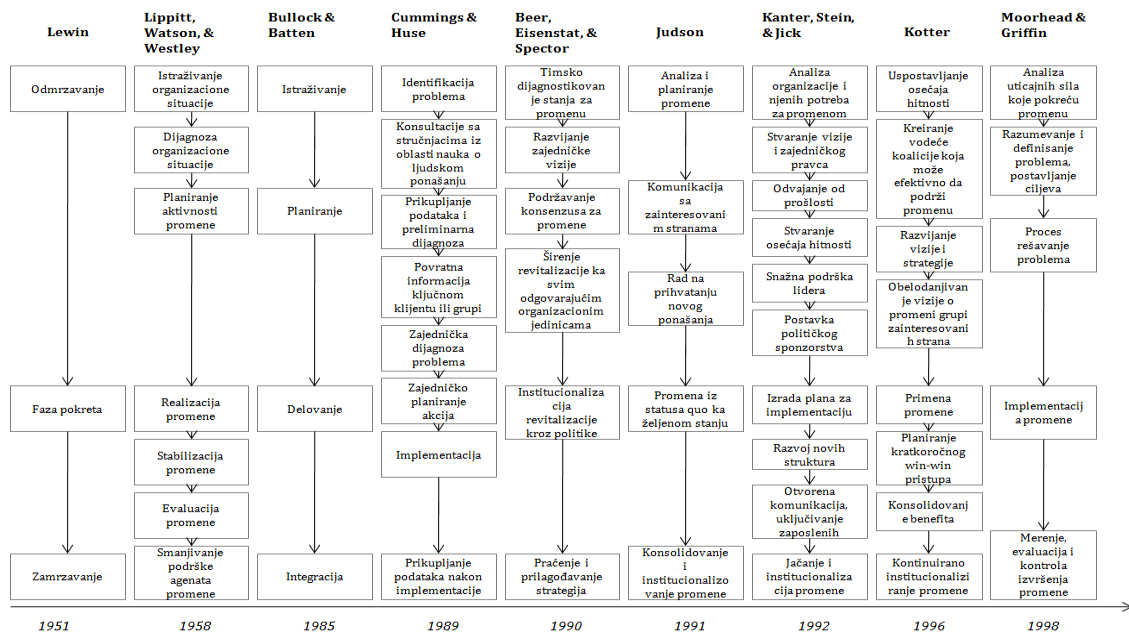 Lewin
Odmrzavanje
Faza pokreta
Zamrzavanje
1951
Lippitt,
Watson, &
Westley
Istraživanje
organizacione
situacije
Dijagnoza
organizacione
situacije
Planiranje
aktivnosti
promene
Realizacija
promene
Stabilizacija
promene
Evaluacija
promene
Smanjivanje
podrške
agenata
promene
1958
Bullock &
Batten
Istraživanje
Planiranje
Delovanje
Integracija
1985
Cummings &
Huse
Identifikacija
problema
Konsultacije sa
stručnjacima iz
oblasti nauka o
ljudskom
ponašanju
Prikupljanje
podataka i
preliminarna
dijagnoza
Povratna
informacija
ključnom
klijentu ili grupi
Zajednička
dijagnoza
problema
Zajedničko
planiranje
akcija
Implementacija
Prikupljanje
podataka nakon
implementacije
1989
Beer,
Eisenstat, &
Spector
Timsko
dijagnostikovan
je stanja za
promenu
Razvijanje
zajedničke
vizije
Podržavanje
konsenzusa za
promene
Širenje
revitalizacije ka
svim
odgovarajućim
organizacionim
jedinicama
Institucionaliza
cija
revitalizacije
kroz politike
Praćenje i
prilagođavanje
strategija
1990
Judson
Analiza i
planiranje
promene
Komunikacija
sa
zainteresovani
m stranama
Rad na
prihvatanju
novog
ponašanja
Promena iz
statusa quo ka
željenom stanju
Konsolidovanje
i
institucionalizo
vanje promene
1991
Kanter, Stein,
& Jick
Analiza
organizacije i
njenih potreba
za promenom
Stvaranje vizije
i zajedničkog
pravca
Odvajanje od
prošlosti
Stvaranje
osećaja hitnosti
Snažna podrška
lidera
Postavka
političkog
sponzorstva
Izrada plana za
implementaciju
Razvoj novih
struktura
Otvorena
komunikacija,
uključivanje
zaposlenih
Jačanje i
institucionaliza
cija promene
1992
Kotter
Uspostavljanje
osećaja
hitnosti
Kreiranje
vodeće
koalicije koja
može
efektivno da
podrži
promenu
Razvijanje
vizije i
strategije
Obelodanjivan
je vizije o
promeni grupi
zainteresovani
h strana
Primena
promene
Planiranje
kratkoročnog
win-win
pristupa
Konsolidovanj
e benefita
Kontinuirano
institucionalizi
ranje promene
1996
Moorhead &
Griffin
Analiza
uticajnih sila
koje pokreću
promenu
Razumevanje i
definisanje
problema,
postavljanje
ciljeva
Proces
rešavanje
problema
Implementacij
a promene
Merenje,
evaluacija i
kontrola
izvršenja
promene
1998